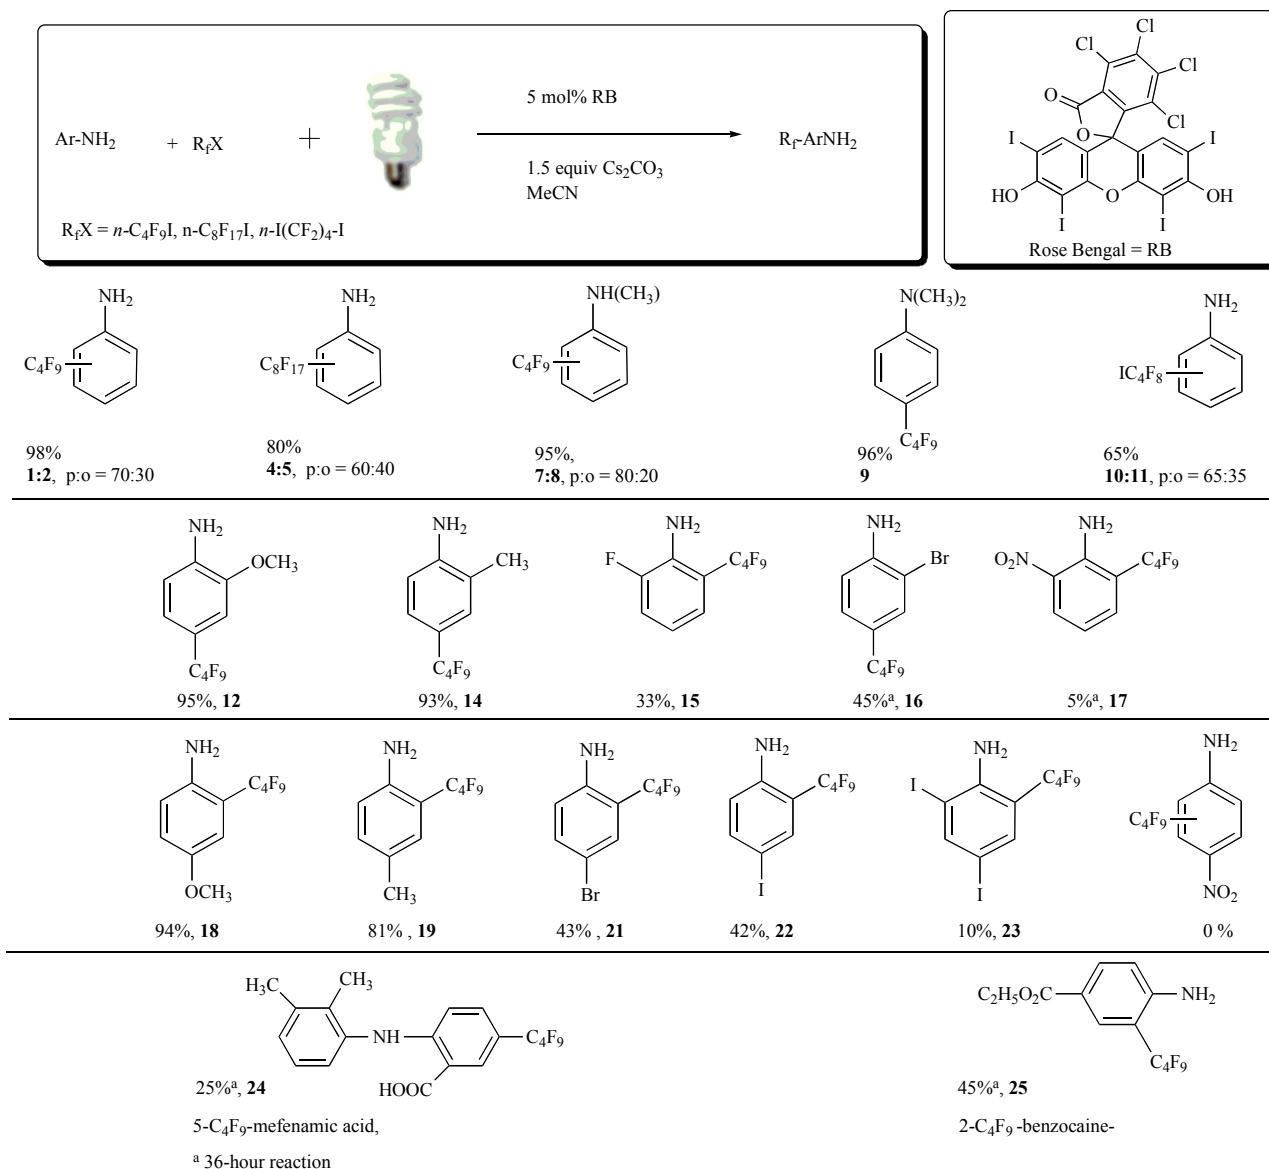 Ar-NH2 + RfX + 5 mol% RB Rf-ArNH2
1.5 equiv Cs2CO3
MeCN
RfX = n-C4F9I, n-C8F17I, n-I(CF2)4-I
Cl
Cl
Cl
O
Cl
O
I
I
HO
O
OH
I
I
Rose Bengal = RB
NH2
C4F9
98%
1:2, p:o = 70:30
NH2
C8F17
80%
4:5, p:o = 60:40
NH(CH3)
C4F9
95%,
7:8, p:o = 80:20
N(CH3)2
C4F9
96%
9
NH2
IC4F8
65%
10:11, p:o = 65:35
NH2
OCH3
C4F9
95%, 12
NH2
CH3
C4F9
93%, 14
NH2
F
C4F9
33%, 15
NH2
Br
C4F9
45%a, 16
NH2
O2N
C4F9
5%a, 17
NH2
C4F9
OCH3
94%, 18
NH2
C4F9
CH3
81% , 19
NH2
C4F9
Br
43% , 21
NH2
C4F9
I
42%, 22
NH2
I
C4F9
I
10%, 23
NH2
C4F9
NO2
0 %
H3C
CH3
NH
C4F9
HOOC
25%a, 24
5-C4F9-mefenamic acid,
a 36-hour reaction
C2H5O2C
NH2
C4F9
45%a, 25
2-C4F9 -benzocaine-